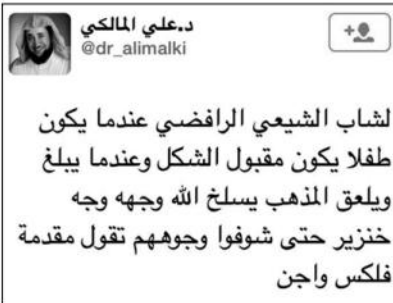 د.علي المالكي
@dr_alimalki
لشاب الشيعي الرافضي عندما يكون
طفلا يكون مقبول الشكل وعندما يبلغ
ويلعق المذهب يسلخ الله وجهه وجه
خنزير حتى شوفوا وجوههم تقول مقدمة
فلكس واجن